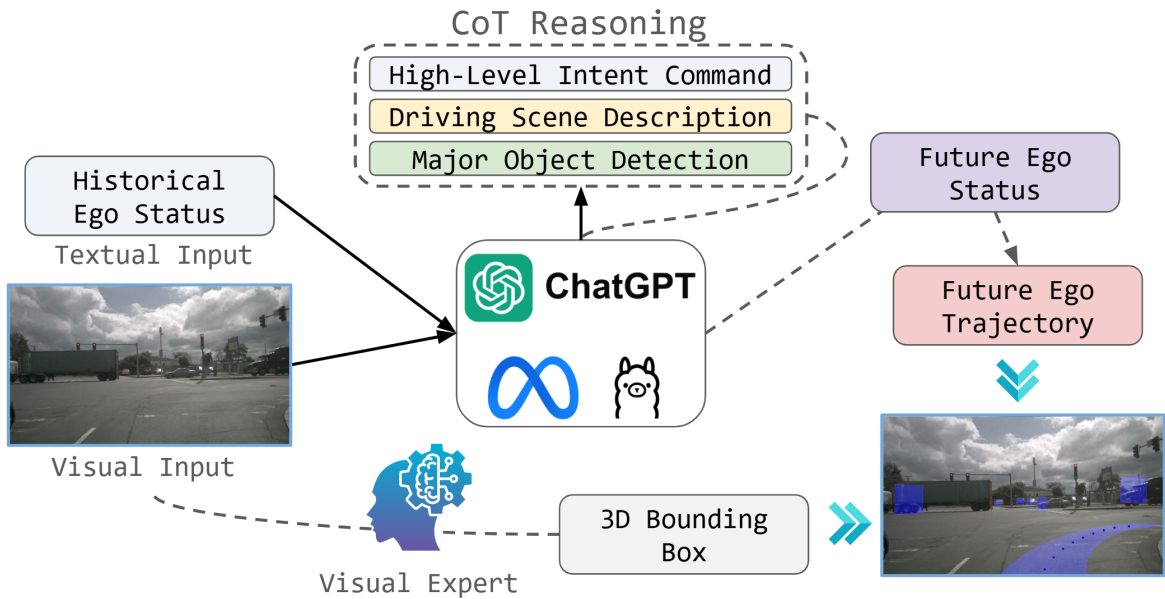 CoT Reasoning
High-Level Intent Command
Driving Scene Description
Major Object Detection
Historical
Ego Status
Textual Input
Visual Input
ChatGPT
Future Ego
Status
Future Ego
Trajectory
Visual Expert
3D Bounding
Box